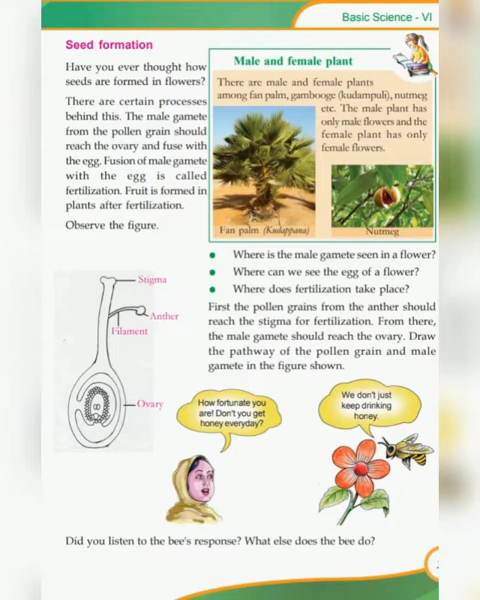 Basic Science - VI
Seed formation
Have you ever thought how
seeds are formed in flowers?
There are certain processes
behind this. The male gamete
from the pollen grain should
reach the ovary and fuse with
the egg. Fusion of male gamete
with the egg is called
fertilization. Fruit is formed in
plants after fertilization.
Observe the figure.
Male and female plant
There are male and female plants
among fan palm, gambooge (kudampuli), nutmeg
etc. The male plant has
only male flowers and the
female plant has only
female flowers.
Fan palm (Kudappana)
Nutmeg
• Where is the male gamete seen in a flower?
• Where can we see the egg of a flower?
• Where does fertilization take place?
First the pollen grains from the anther should
reach the stigma for fertilization. From there,
the male gamete should reach the ovary. Draw
the pathway of the pollen grain and male
gamete in the figure shown.
Stigma
Anther
Filament
Ovary
How fortunate you
are! Don't you get
honey everyday?
We don't just
keep drinking
honey.
Did you listen to the bee's response? What else does the bee do?